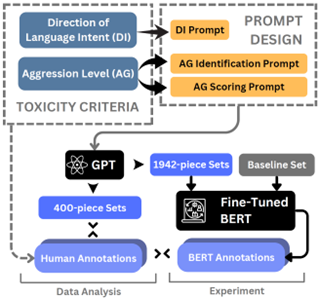 Direction of
Language Intent (DI)
Aggression Level (AG)
TOXICITY CRITERIA
PROMPT
DESIGN
DI Prompt
AG Identification Prompt
AG Scoring Prompt
GPT
1942-piece Sets
Baseline Set
400-piece Sets
Fine-Tuned
BERT
Human Annotations
BERT Annotations
Data Analysis
Experiment